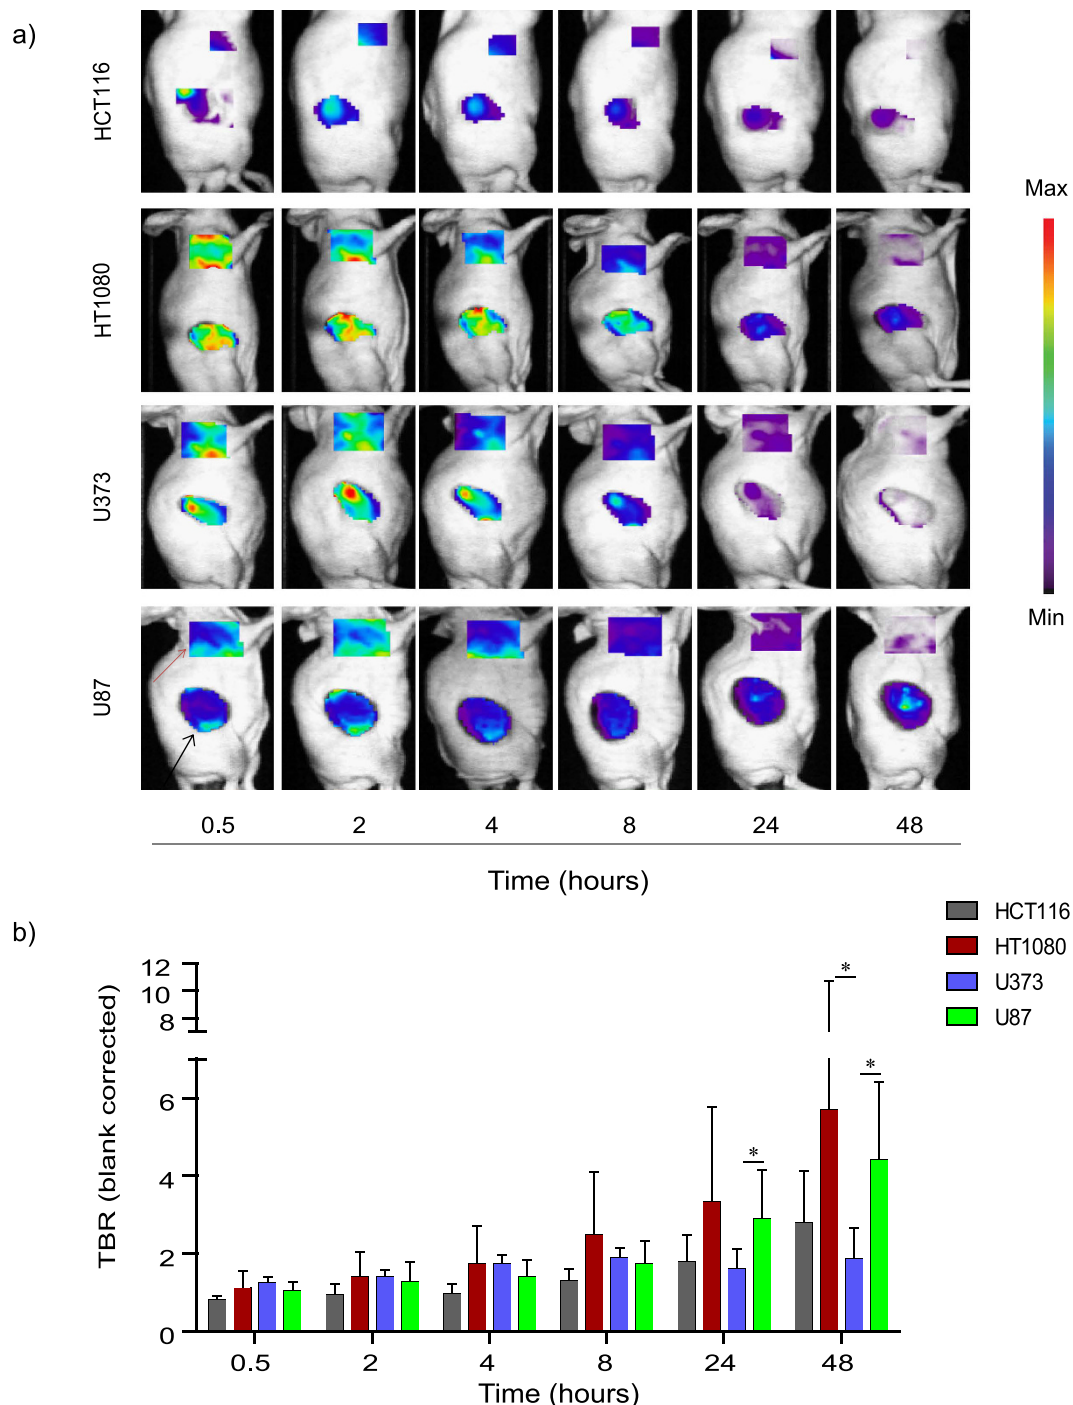 a)
HCT116
HT1080
U373
U87
Max
Min
0.5 2 4 8 24 48
Time (hours)
b)
HCT116
HT1080
U373
U87
TBR (blank corrected)
12
10
8
6
4
2
0
*
*
*
0.5 2 4 8 24 48
Time (hours)